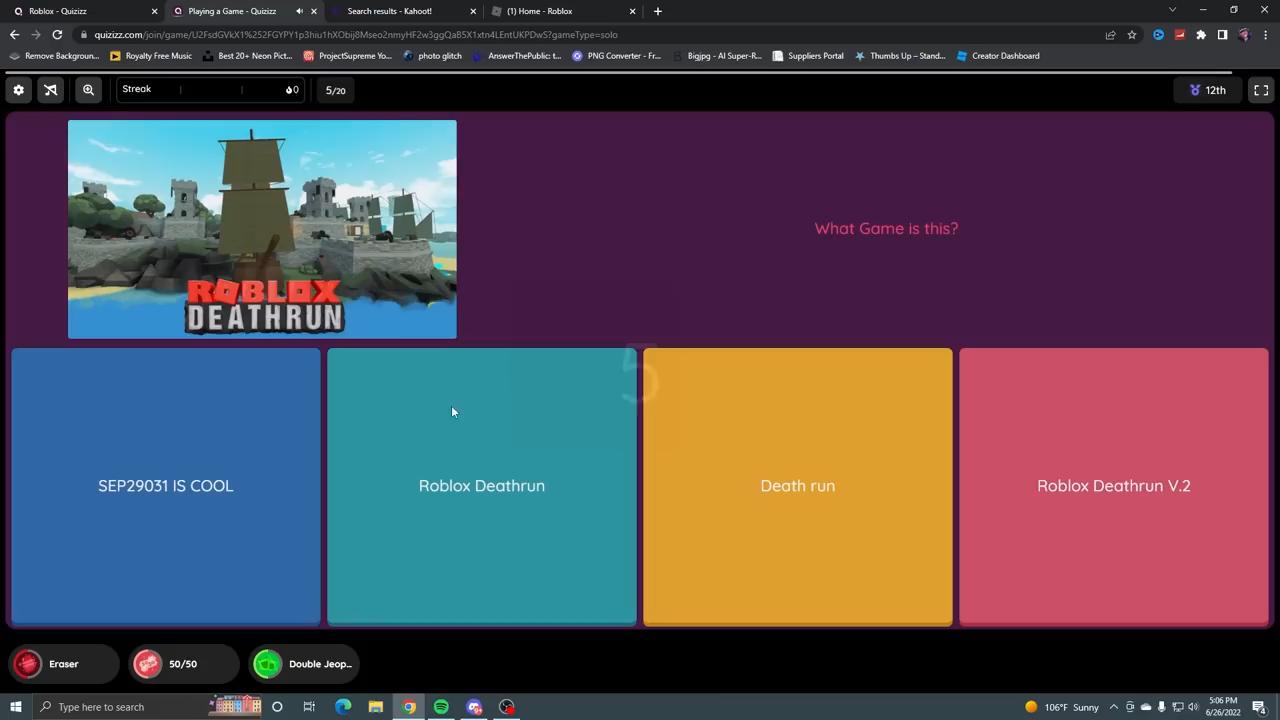 Roblox - Quizizz
Playing a Game - Quizizz
Search results - Kahoot!
(1) Home - Roblox
quizizz.com/join/game/U2FsdGVkX1%252FGYPY1p3hiu1hXObij8Mseo2nmyHF2w3ggQaB5X1xtn4LEntUKPDwS?gameType=solo
Remove Backgroun...
Royalty Free Music
Best 20+ Neon Pict...
ProjectSupreme Yo...
photo glitch
AnswerThePublic: t...
PNG Converter - Fr...
Bigjpg - AI Super-R...
Suppliers Portal
Thumbs Up – Stand...
Creator Dashboard
Streak
0
5/20
12th
ROBLOX
DEATHRUN
What Game is this?
5
SEP29031 IS COOL
Roblox Deathrun
Death run
Roblox Deathrun V.2
Eraser
50/50
Double Jeop...
Type here to search
106°F Sunny
5:06 PM
6/26/2022
4